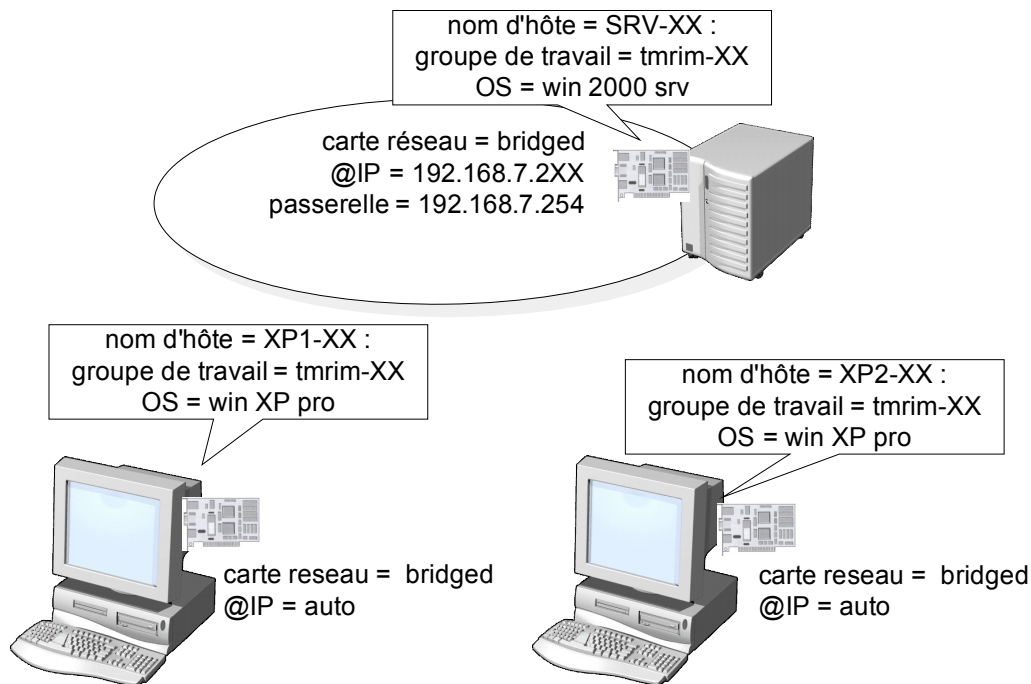 nom d'hôte = SRV-XX :
groupe de travail = tmrim-XX
OS = win 2000 srv
carte réseau = bridged
@IP = 192.168.7.2XX
passerelle = 192.168.7.254
nom d'hôte = XP1-XX :
groupe de travail = tmrim-XX
OS = win XP pro
carte reseau = bridged
@IP = auto
nom d'hôte = XP2-XX :
groupe de travail = tmrim-XX
OS = win XP pro
carte reseau = bridged
@IP = auto